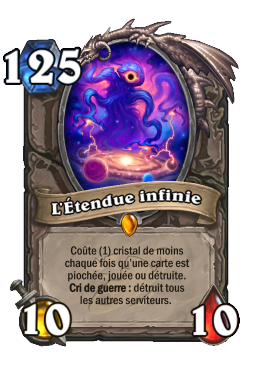 125
L'Étendue infinie
Coûte (1) cristal de moins
chaque fois qu'une carte est
piochée, jouée ou détruite.
Cri de guerre : détruit tous
les autres serviteurs.
10
10